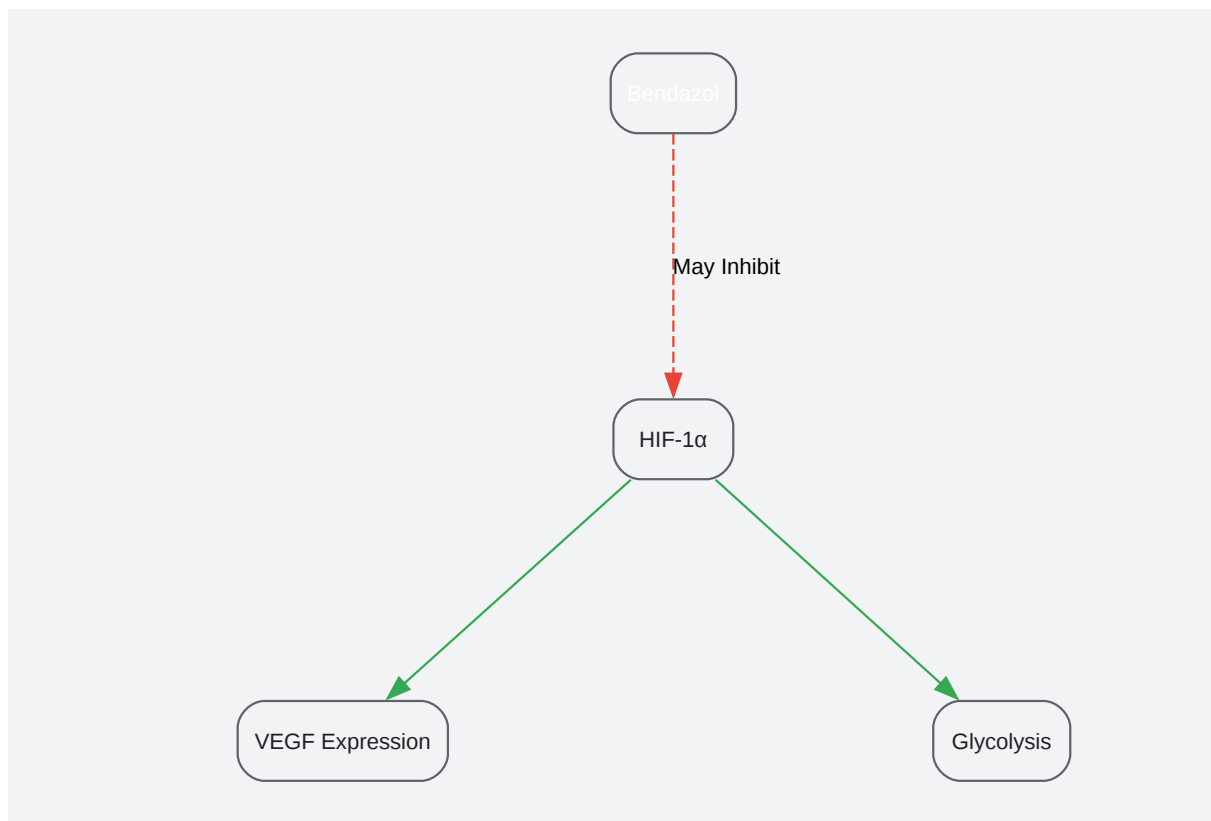 Bendazol
May Inhibit
HIF-1α
VEGF Expression
Glycolysis